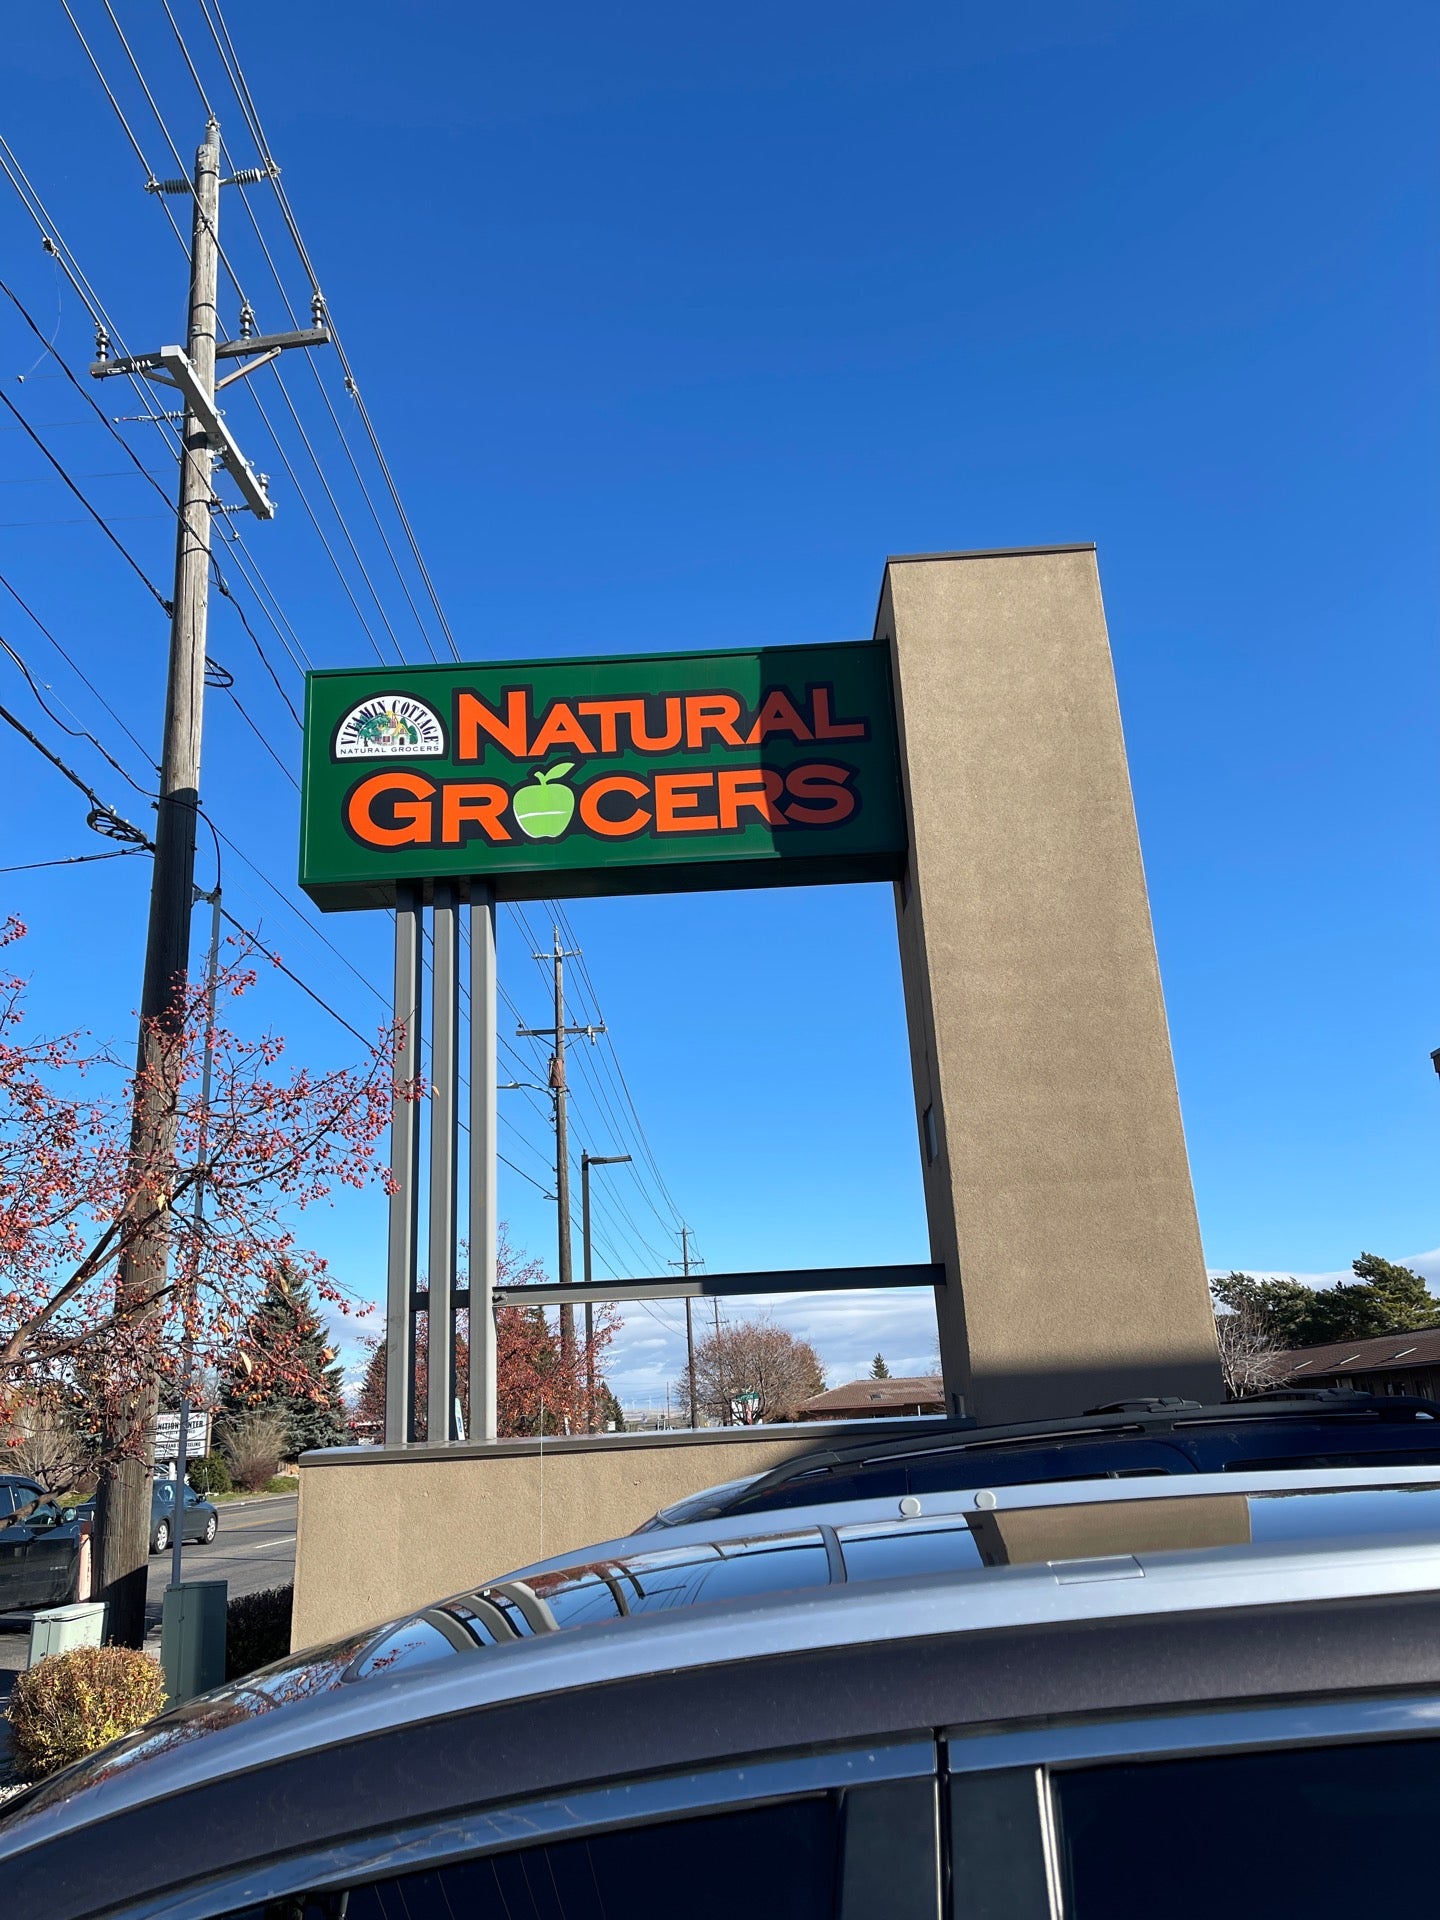 VITAMIN COTTAGE
NATURAL GROCERS
NATURAL
GROCERS